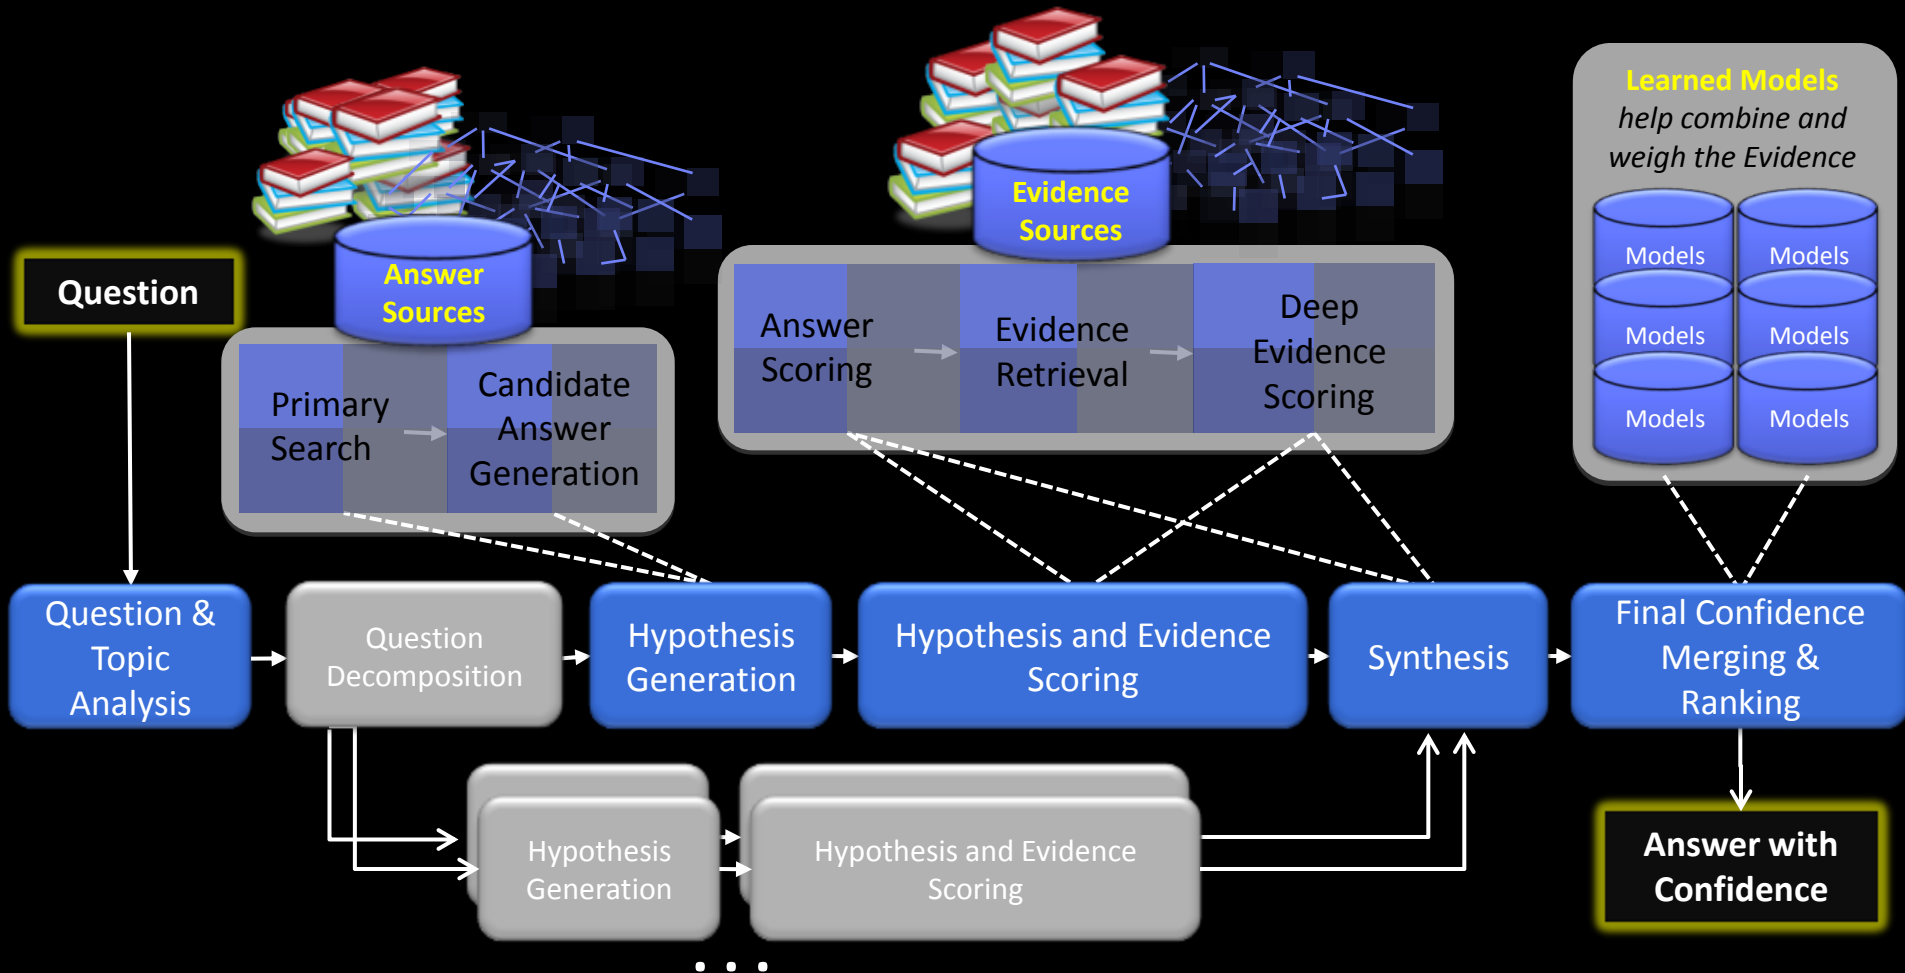 Learned Models
help combine and
weigh the Evidence
Evidence
Sources
Models
Models
Question
Answer
Sources
Answer
Scoring
Evidence
Retrieval
Deep
Evidence
Scoring
Models
Models
Primary
Search
Candidate
Answer
Generation
Models
Models
Question &
Topic
Analysis
Question
Decomposition
Hypothesis
Generation
Hypothesis and Evidence
Scoring
Synthesis
Final Confidence
Merging &
Ranking
Hypothesis
Generation
Hypothesis and Evidence
Scoring
Answer with
Confidence
. . .